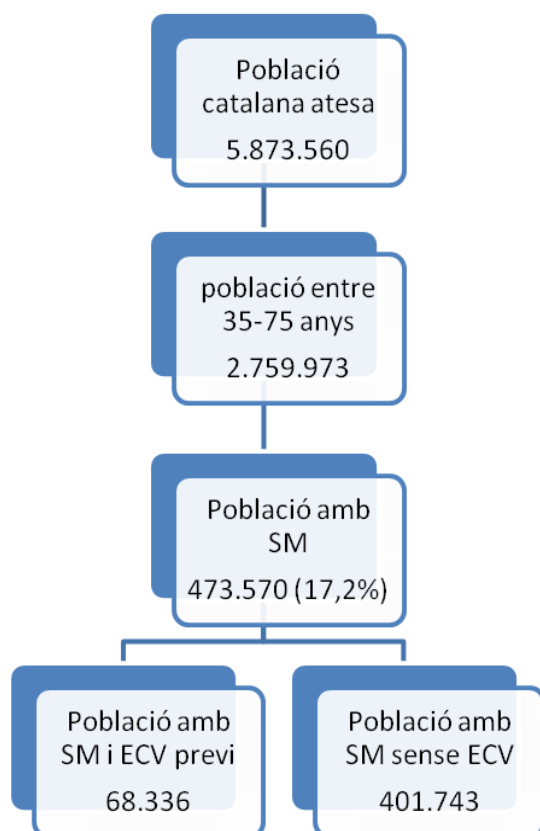 Població
catalana atesa
5.873.560
població entre
35-75 anys
2.759.973
Població amb
SM
473.570 (17,2%)
Població amb
SM i ECV previ
68.336
Població amb
SM sense ECV
401.743